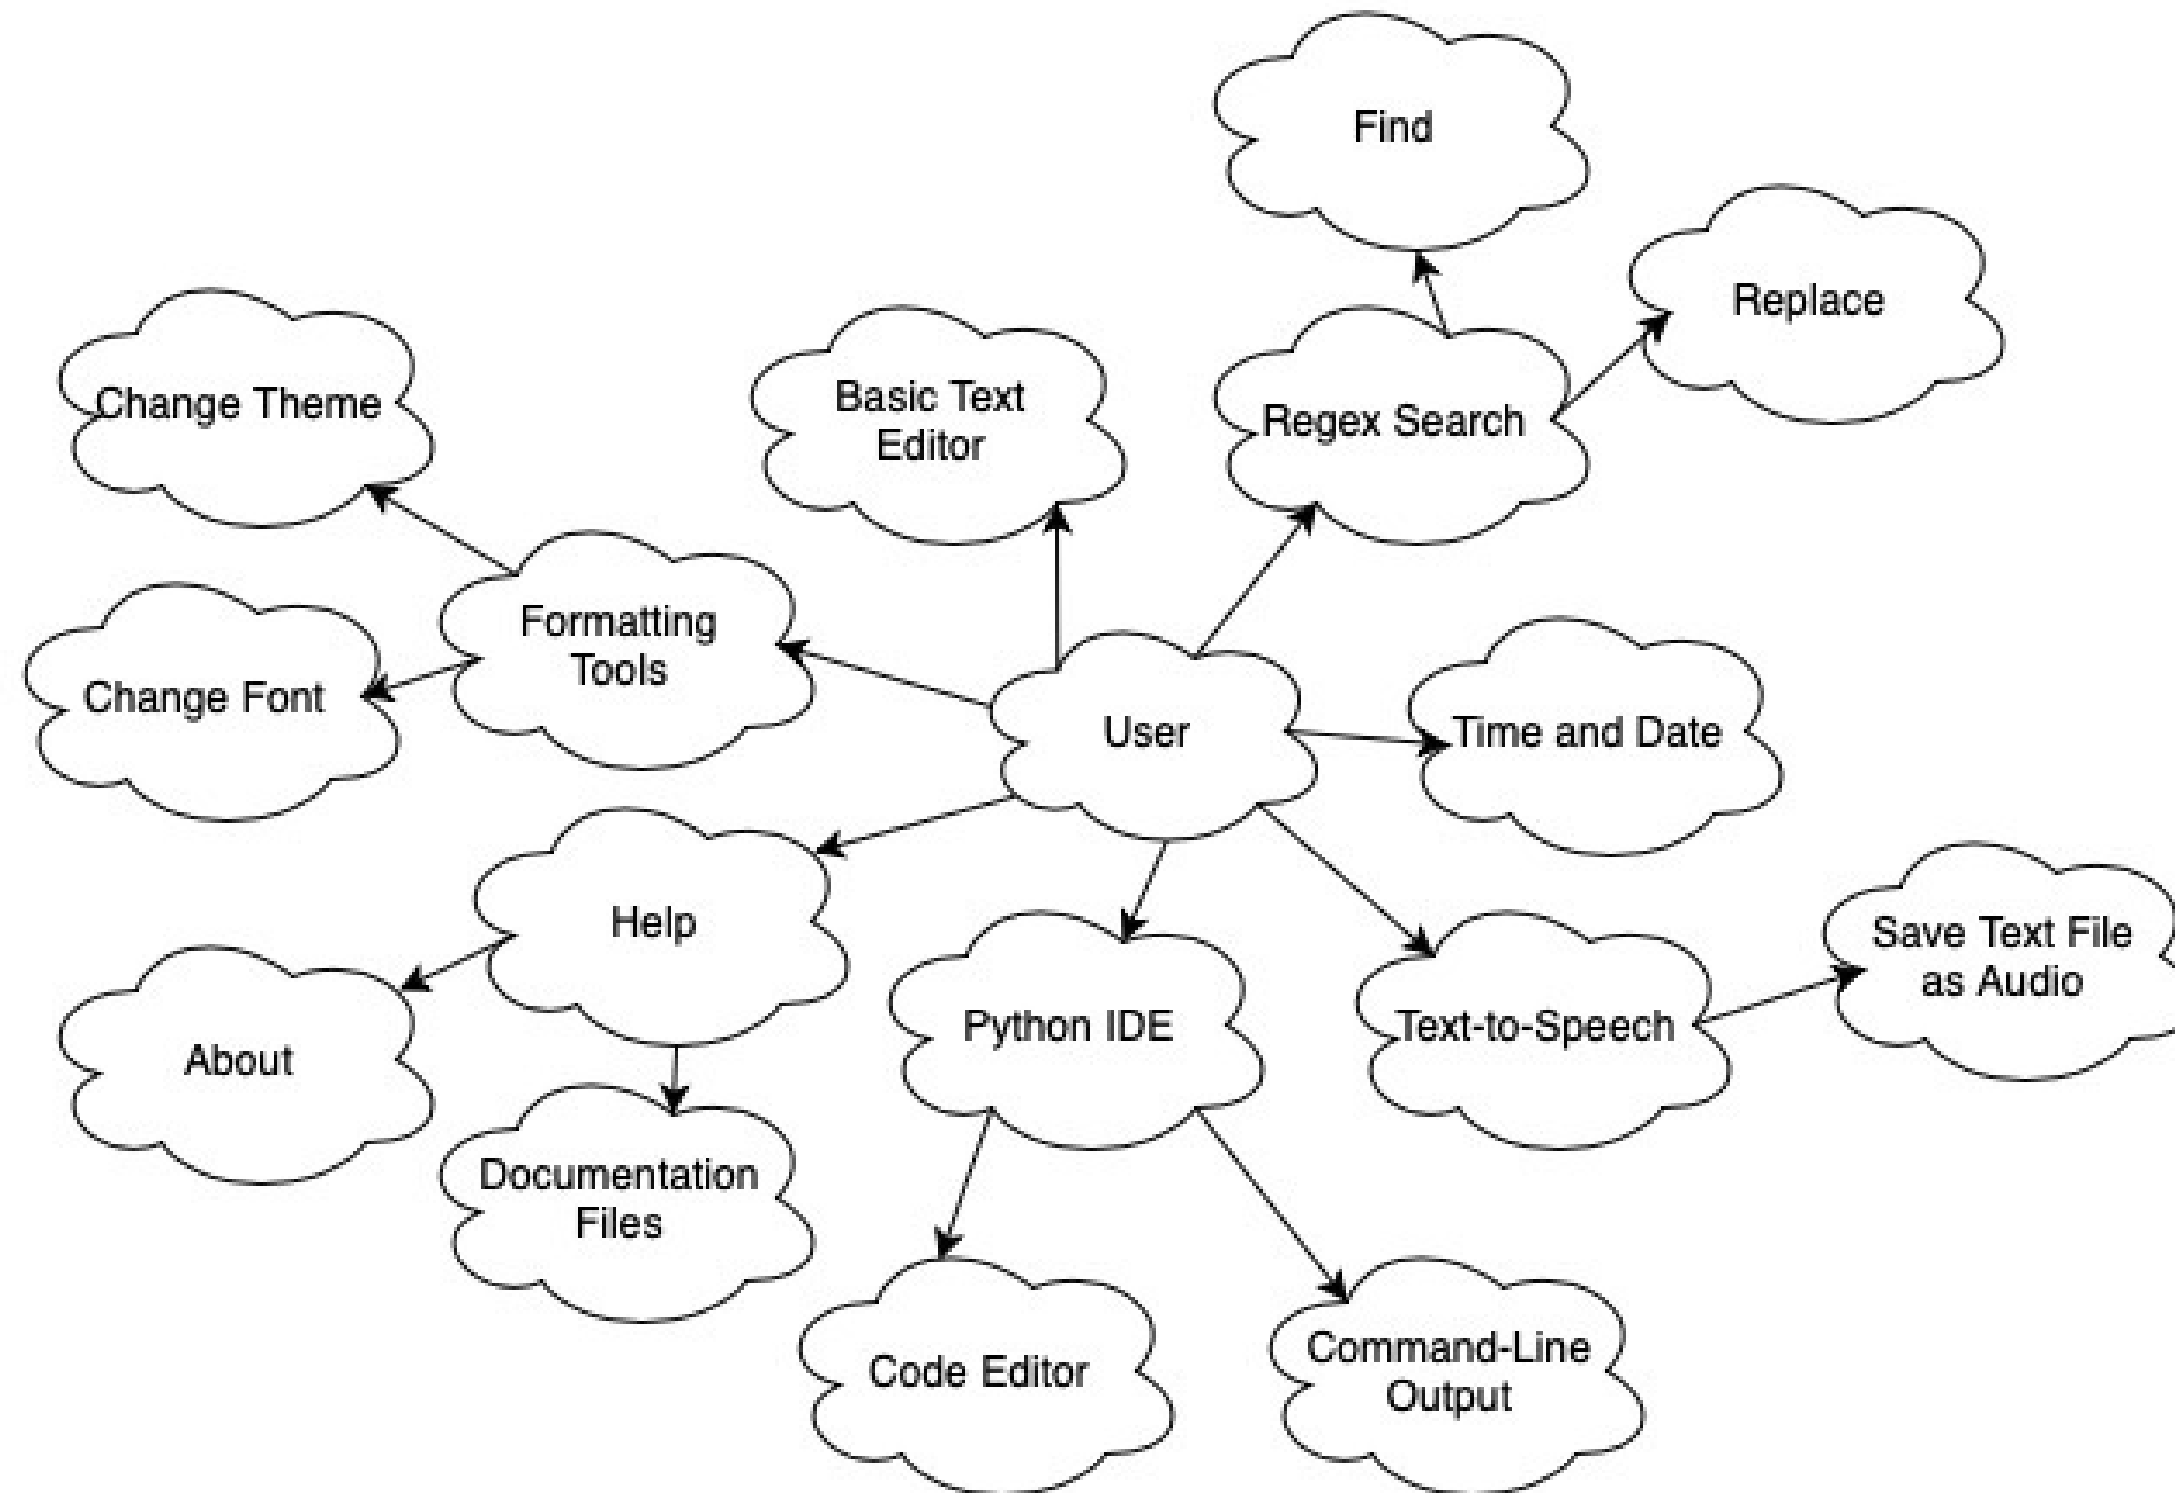 Find
Replace
Change Theme
Basic Text
Editor
Regex Search
Formatting
Tools
Change Font
User
Time and Date
Help
Save Text File
as Audio
About
Python IDE
Text-to-Speech
Documentation
Files
Code Editor
Command-Line
Output